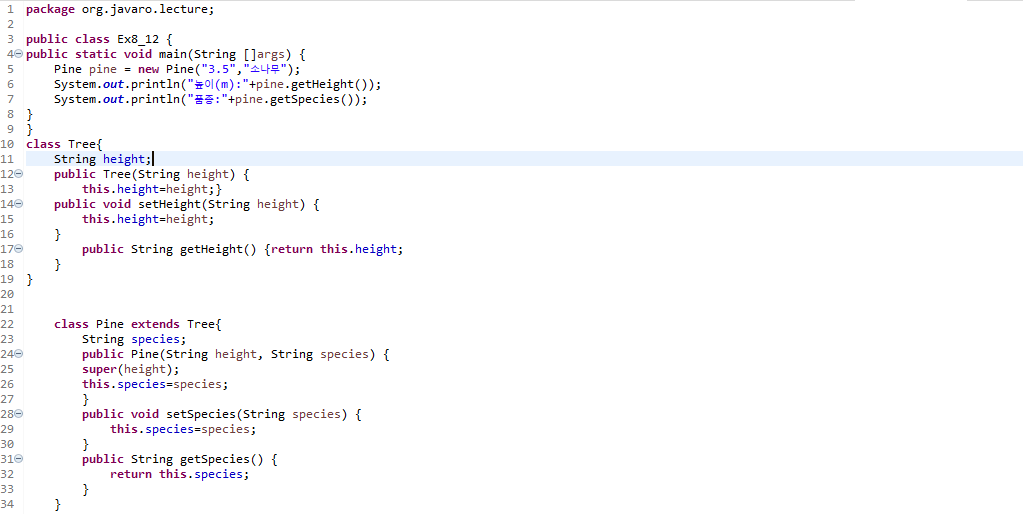 1 package org.javaro.lecture;
2
3 public class Ex8_12 {
4 public static void main(String []args) {
5     Pine pine = new Pine("3.5","소나무");
6     System.out.println("높이(m):"+pine.getHeight());
7     System.out.println("품종:"+pine.getSpecies());
8 }
9 }
10 class Tree{
11     String height;
12     public Tree(String height) {
13         this.height=height;}
14     public void setHeight(String height) {
15         this.height=height;
16     }
17         public String getHeight() {return this.height;
18     }
19 }
20
21
22     class Pine extends Tree{
23         String species;
24         public Pine(String height, String species) {
25         super(height);
26         this.species=species;
27         }
28         public void setSpecies(String species) {
29             this.species=species;
30         }
31         public String getSpecies() {
32             return this.species;
33         }
34     }